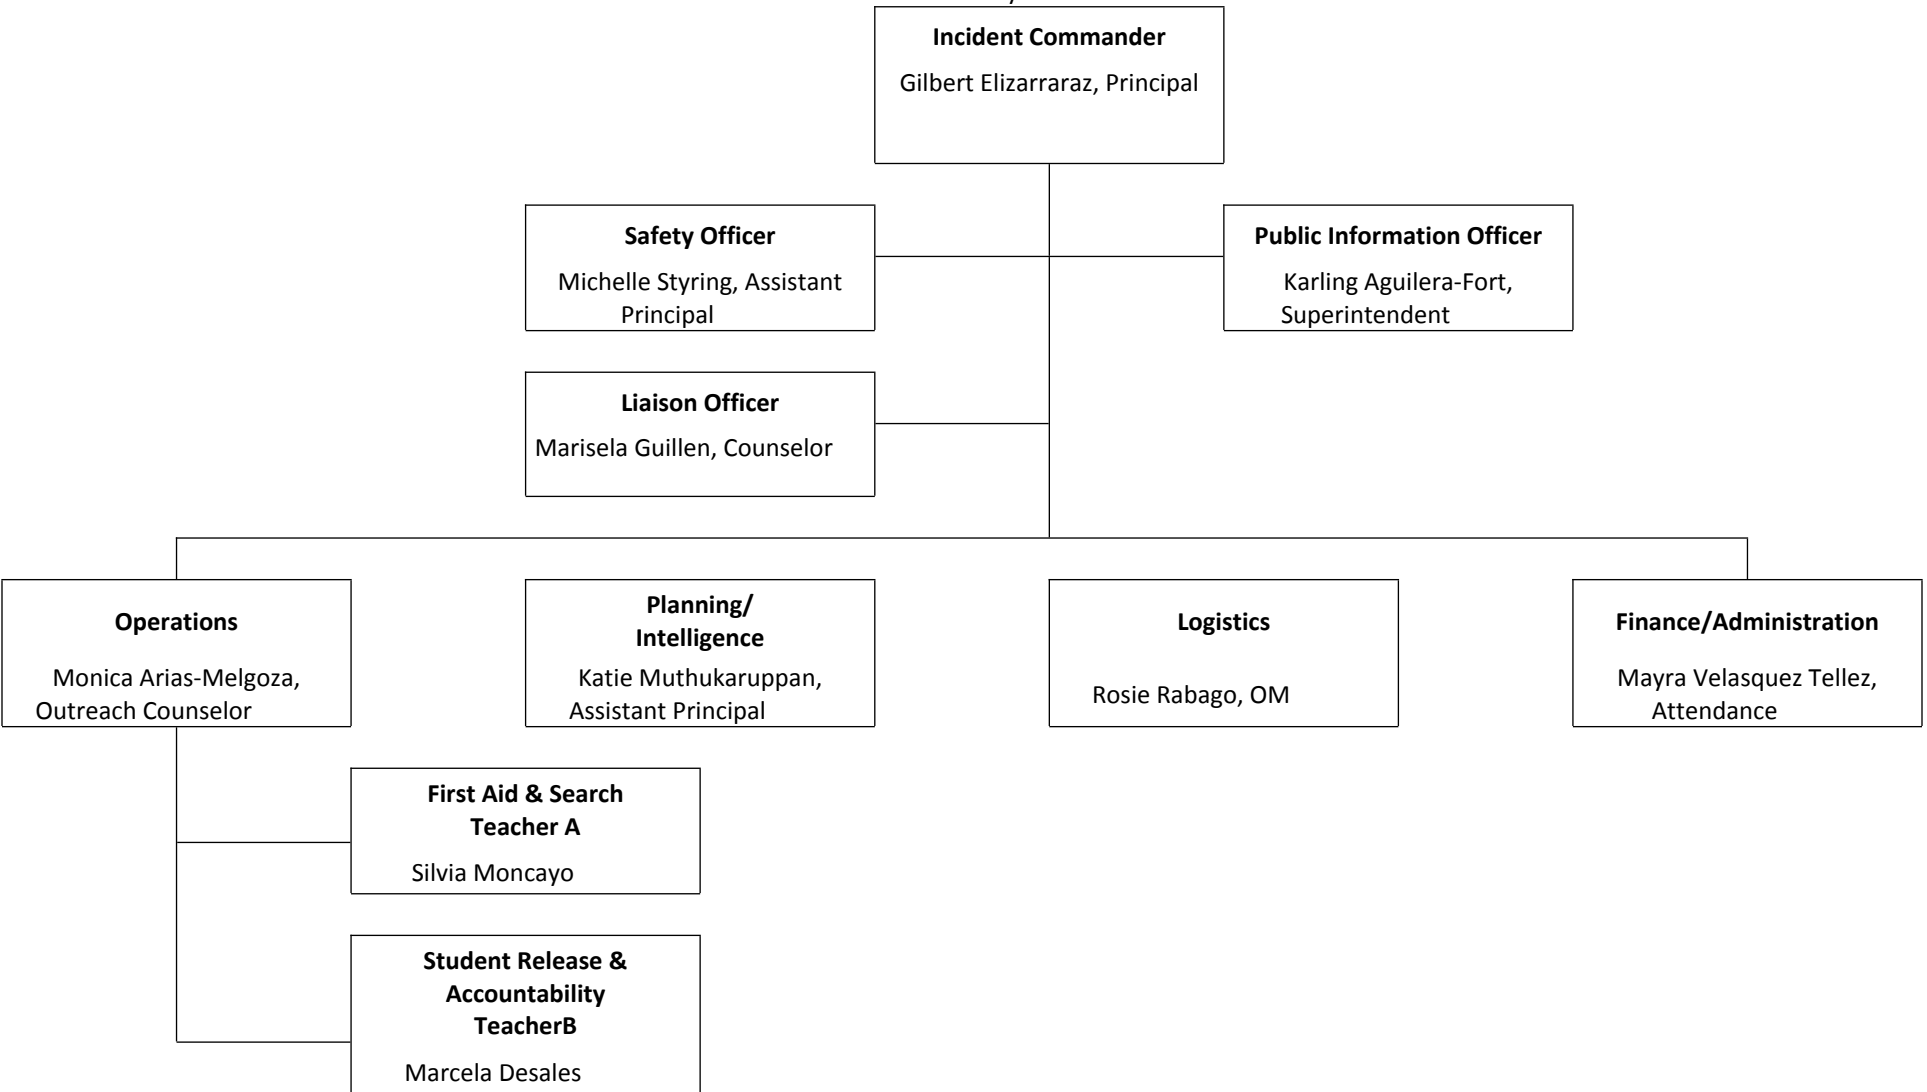 Incident Commander
Gilbert Elizarraraz, Principal
Safety Officer
Michelle Styring, Assistant
Principal
Public Information Officer
Karling Aguilera-Fort,
Superintendent
Liaison Officer
Marisela Guillen, Counselor
Operations
Monica Arias-Melgoza,
Outreach Counselor
Planning/
Intelligence
Katie Muthukaruppan,
Assistant Principal
Logistics
Rosie Rabago, OM
Finance/Administration
Mayra Velasquez Tellez,
Attendance
First Aid & Search
Teacher A
Silvia Moncayo
Student Release &
Accountability
TeacherB
Marcela Desales